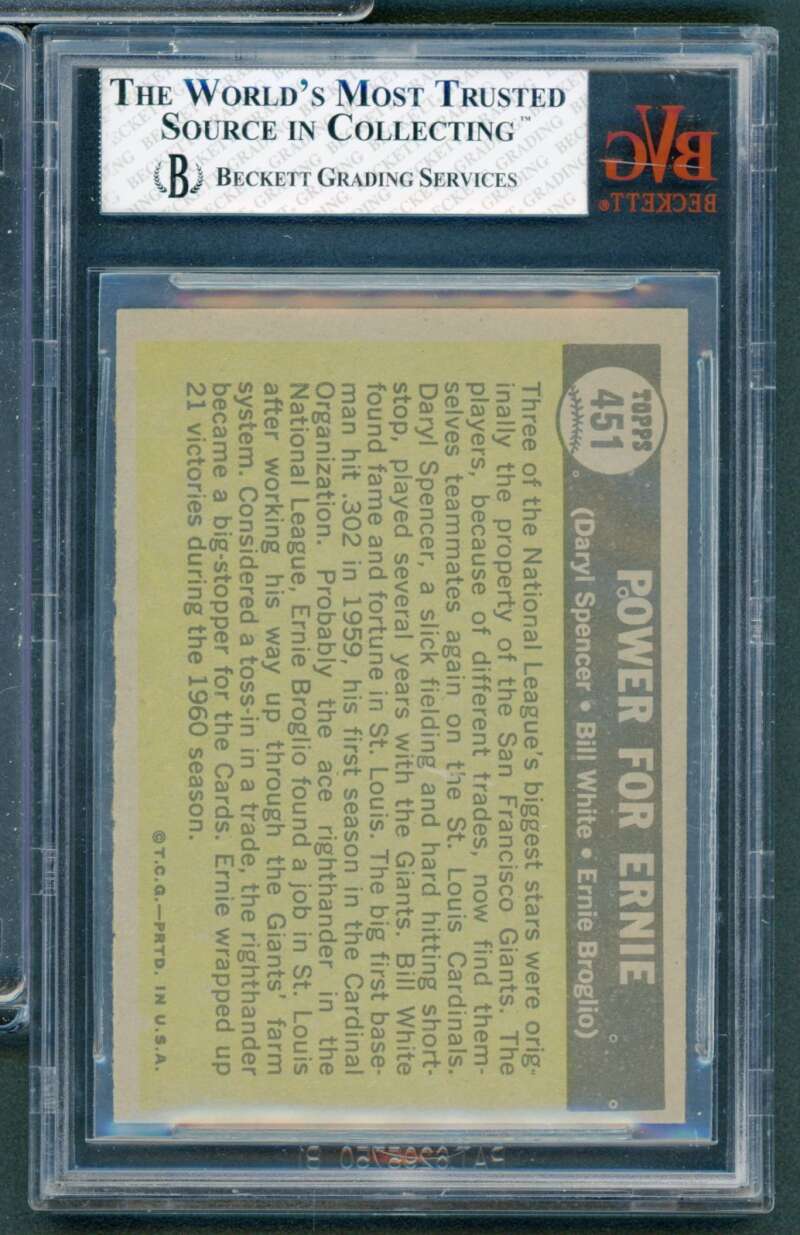 THE WORLD'S MOST TRUSTED
SOURCE IN COLLECTING™
B BECKETT GRADING SERVICES
BVG
BECKETT®
TOPPS
451
POWER FOR ERNIE
(Daryl Spencer • Bill White • Ernie Broglio)
Three of the National League's biggest stars were orig-
inally the property of the San Francisco Giants. The
players, because of different trades, now find them-
selves teammates again on the St. Louis Cardinals.
Daryl Spencer, a slick fielding and hard hitting short-
stop, played several years with the Giants. Bill White
found fame and fortune in St. Louis. The big first base-
man hit .302 in 1959, his first season in the Cardinal
Organization. Probably the ace righthander in the
National League, Ernie Broglio found a job in St. Louis
after working his way up through the Giants' farm
system. Considered a toss-in in a trade, the righthander
became a big-stopper for the Cards. Ernie wrapped up
21 victories during the 1960 season.
©T.C.G.—PRTD. IN U.S.A.